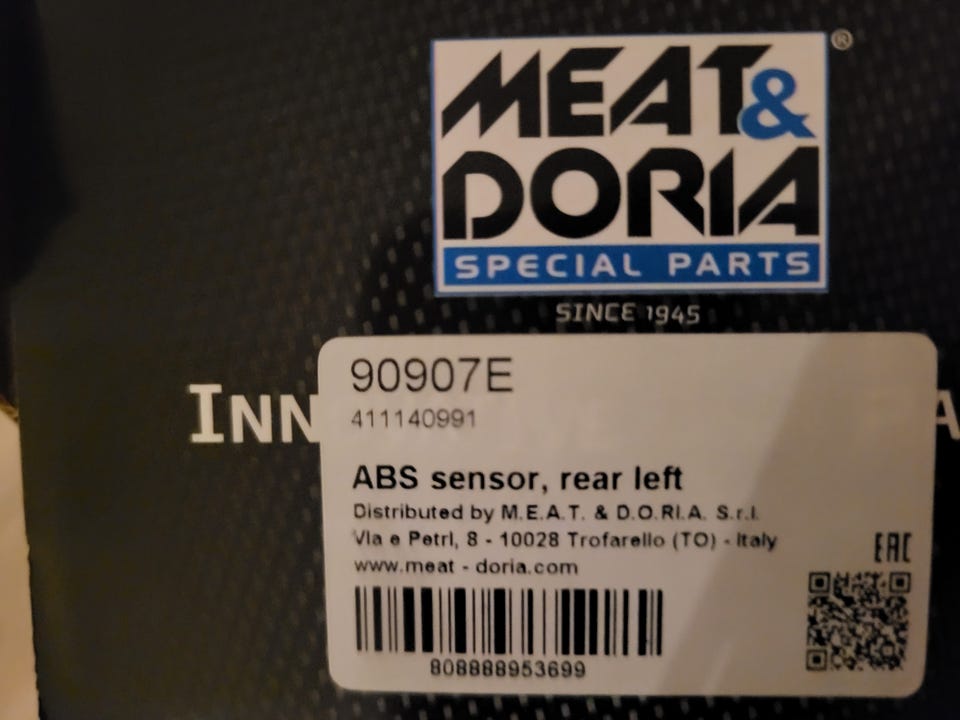 MEAT&
DORIA®
SPECIAL PARTS
SINCE 1945
90907E
411140991
ABS sensor, rear left
Distributed by M.E.A.T. & D.O.RI.A. S.r.l.
Via e Petri, 8 - 10028 Trofarello (TO) - Italy
www.meat - doria.com
EAC
808888953699